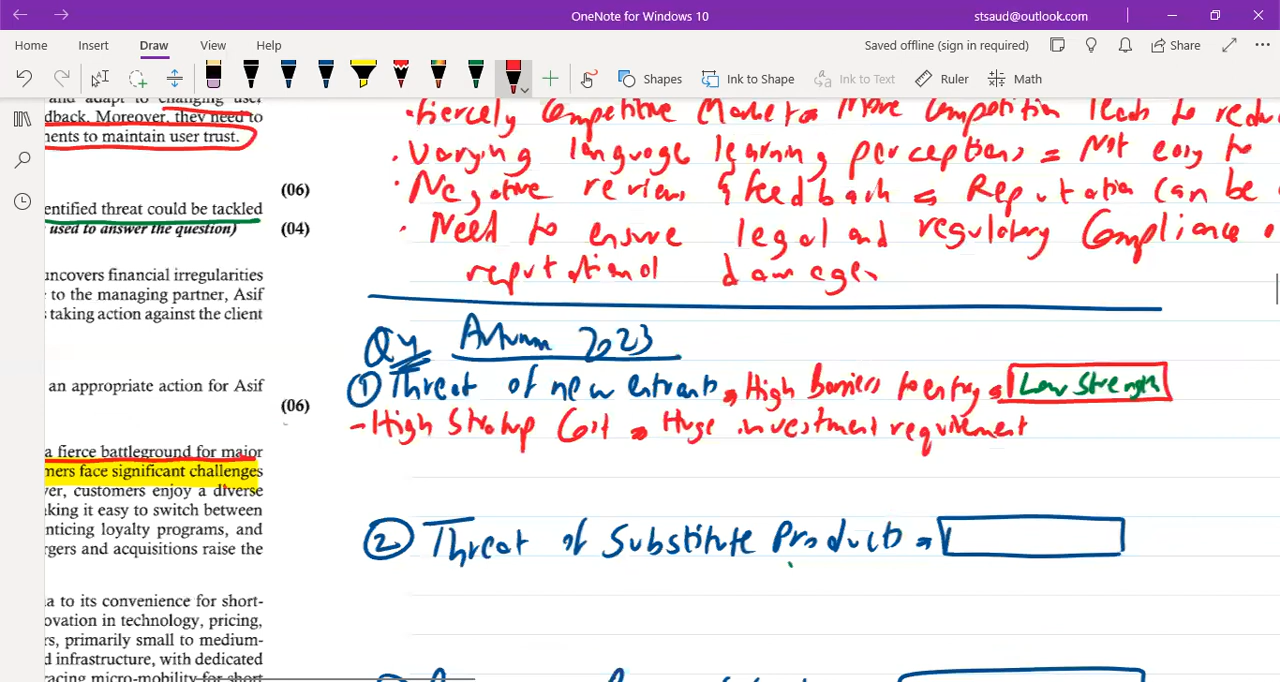 OneNote for Windows 10
stsaud@outlook.com
Home Insert Draw View Help
Saved offline (sign in required) Share
Shapes Ink to Shape Ink to Text Ruler Math
and adapt to changing user
dback. Moreover, they need to
nents to maintain user trust.
(06)
entified threat could be tackled
used to answer the question) (04)
uncovers financial irregularities
to the managing partner, Asif
s taking action against the client
an appropriate action for Asif
(06)
a fierce battleground for major
mers face significant challenges
ver, customers enjoy a diverse
aking it easy to switch between
enticing loyalty programs, and
rgers and acquisitions raise the
a to its convenience for short-
ovation in technology, pricing,
rs, primarily small to medium-
d infrastructure, with dedicated
racing micro-mobility for short
. Fiercely Competitive Market = More Competition leads to redu
. Varying language learning perceptions = Not easy to
. Negative reviews & feedback = Reputation can be
. Need to ensure legal and regulatory Compliance
reputational damages
Q4 Autumn 2023
① Threat of new entrants → High Barriers to entry → Low Strength
- High Startup Cost → Huge investment requirement
② Threat of Substitute Products →